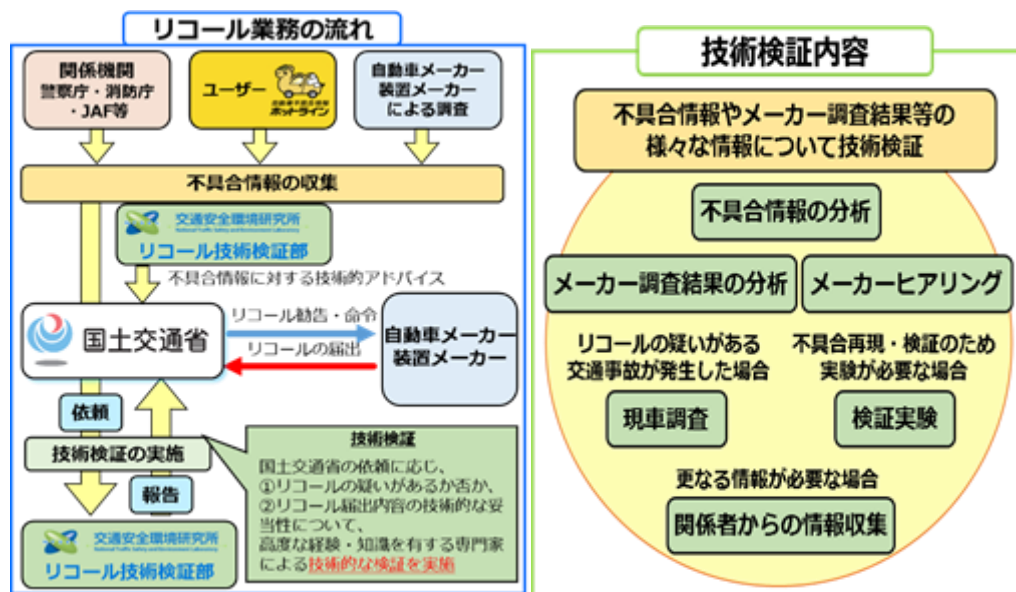 リコール業務の流れ
関係機関
警察庁・消防庁
・JAF等
ユーザー
自動車不具合情報
ホットライン
自動車メーカー
装置メーカー
による調査
不具合情報の収集
交通安全環境研究所
National Traffic Safety and Environment Laboratory
リコール技術検証部
不具合情報に対する技術的アドバイス
国土交通省
リコール勧告・命令
リコールの届出
自動車メーカー
装置メーカー
依頼
技術検証の実施
報告
交通安全環境研究所
National Traffic Safety and Environment Laboratory
リコール技術検証部
技術検証
国土交通省の依頼に応じ、
①リコールの疑いがあるか否か、
②リコール届出内容の技術的な妥
当性について、
高度な経験・知識を有する専門家
による技術的な検証を実施
技術検証内容
不具合情報やメーカー調査結果等の
様々な情報について技術検証
不具合情報の分析
メーカー調査結果の分析
メーカーヒアリング
リコールの疑いがある
交通事故が発生した場合
現車調査
不具合再現・検証のため
実験が必要な場合
検証実験
更なる情報が必要な場合
関係者からの情報収集